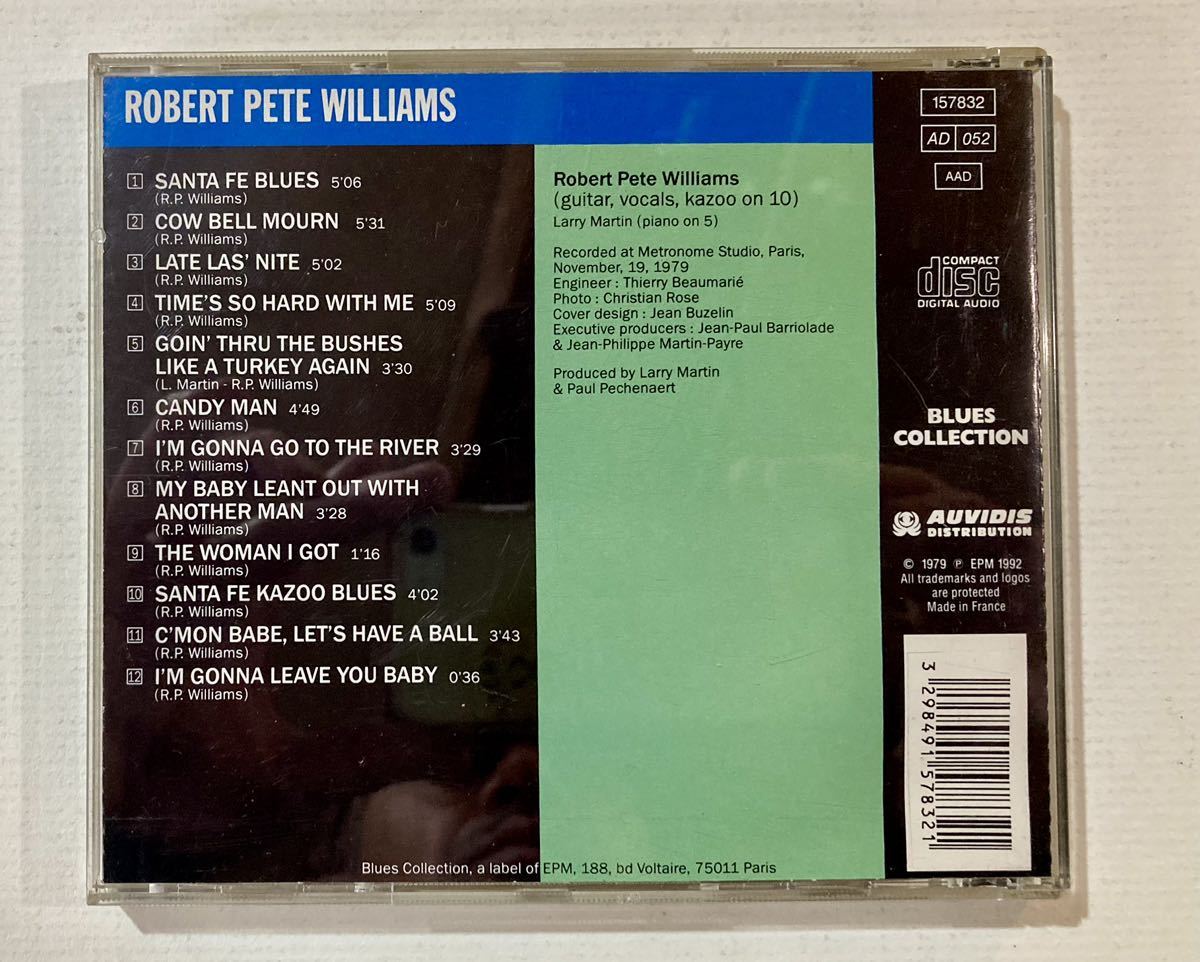 ROBERT PETE WILLIAMS
1 SANTA FE BLUES 5'06
(R.P. Williams)
2 COW BELL MOURN 5'31
(R.P. Williams)
3 LATE LAS' NITE 5'02
(R.P. Williams)
4 TIME'S SO HARD WITH ME 5'09
(R.P. Williams)
5 GOIN' THRU THE BUSHES
LIKE A TURKEY AGAIN 3'30
(L. Martin - R.P. Williams)
6 CANDY MAN 4'49
(R.P. Williams)
7 I'M GONNA GO TO THE RIVER 3'29
(R.P. Williams)
8 MY BABY LEANT OUT WITH
ANOTHER MAN 3'28
(R.P. Williams)
9 THE WOMAN I GOT 1'16
(R.P. Williams)
10 SANTA FE KAZOO BLUES 4'02
(R.P. Williams)
11 C'MON BABE, LET'S HAVE A BALL 3'43
(R.P. Williams)
12 I'M GONNA LEAVE YOU BABY 0'36
(R.P. Williams)
Robert Pete Williams
(guitar, vocals, kazoo on 10)
Larry Martin (piano on 5)
Recorded at Metronome Studio, Paris,
November, 19, 1979
Engineer : Thierry Beaumarié
Photo : Christian Rose
Cover design : Jean Buzelin
Executive producers : Jean-Paul Barriolade
& Jean-Philippe Martin-Payre
Produced by Larry Martin
& Paul Pechenaert
157832
AD 052
AAD
COMPACT
disc
DIGITAL AUDIO
BLUES
COLLECTION
AUVIDIS
DISTRIBUTION
© 1979 ℗ EPM 1992
All trademarks and logos
are protected
Made in France
3 298491 578321
Blues Collection, a label of EPM, 188, bd Voltaire, 75011 Paris